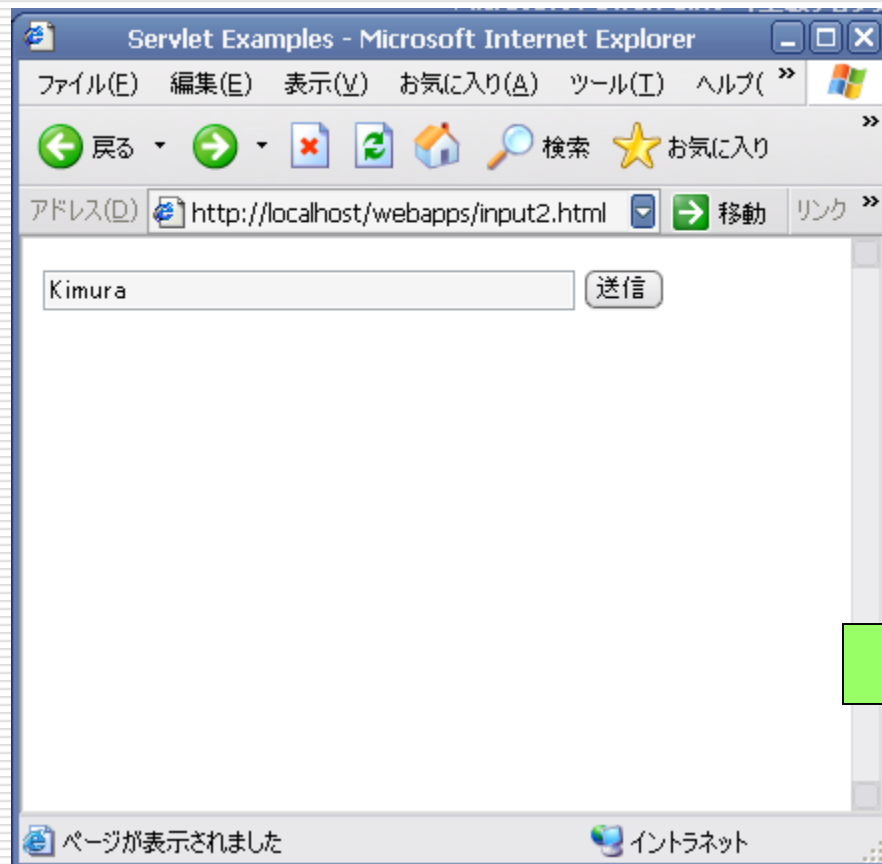 Servlet Examples - Microsoft Internet Explorer
ファイル(F) 編集(E) 表示(V) お気に入り(A) ツール(T) ヘルプ( »
戻る 検索 お気に入り »
アドレス(D) http://localhost/webapps/input2.html 移動 リンク »
Kimura 送信
ページが表示されました イントラネット